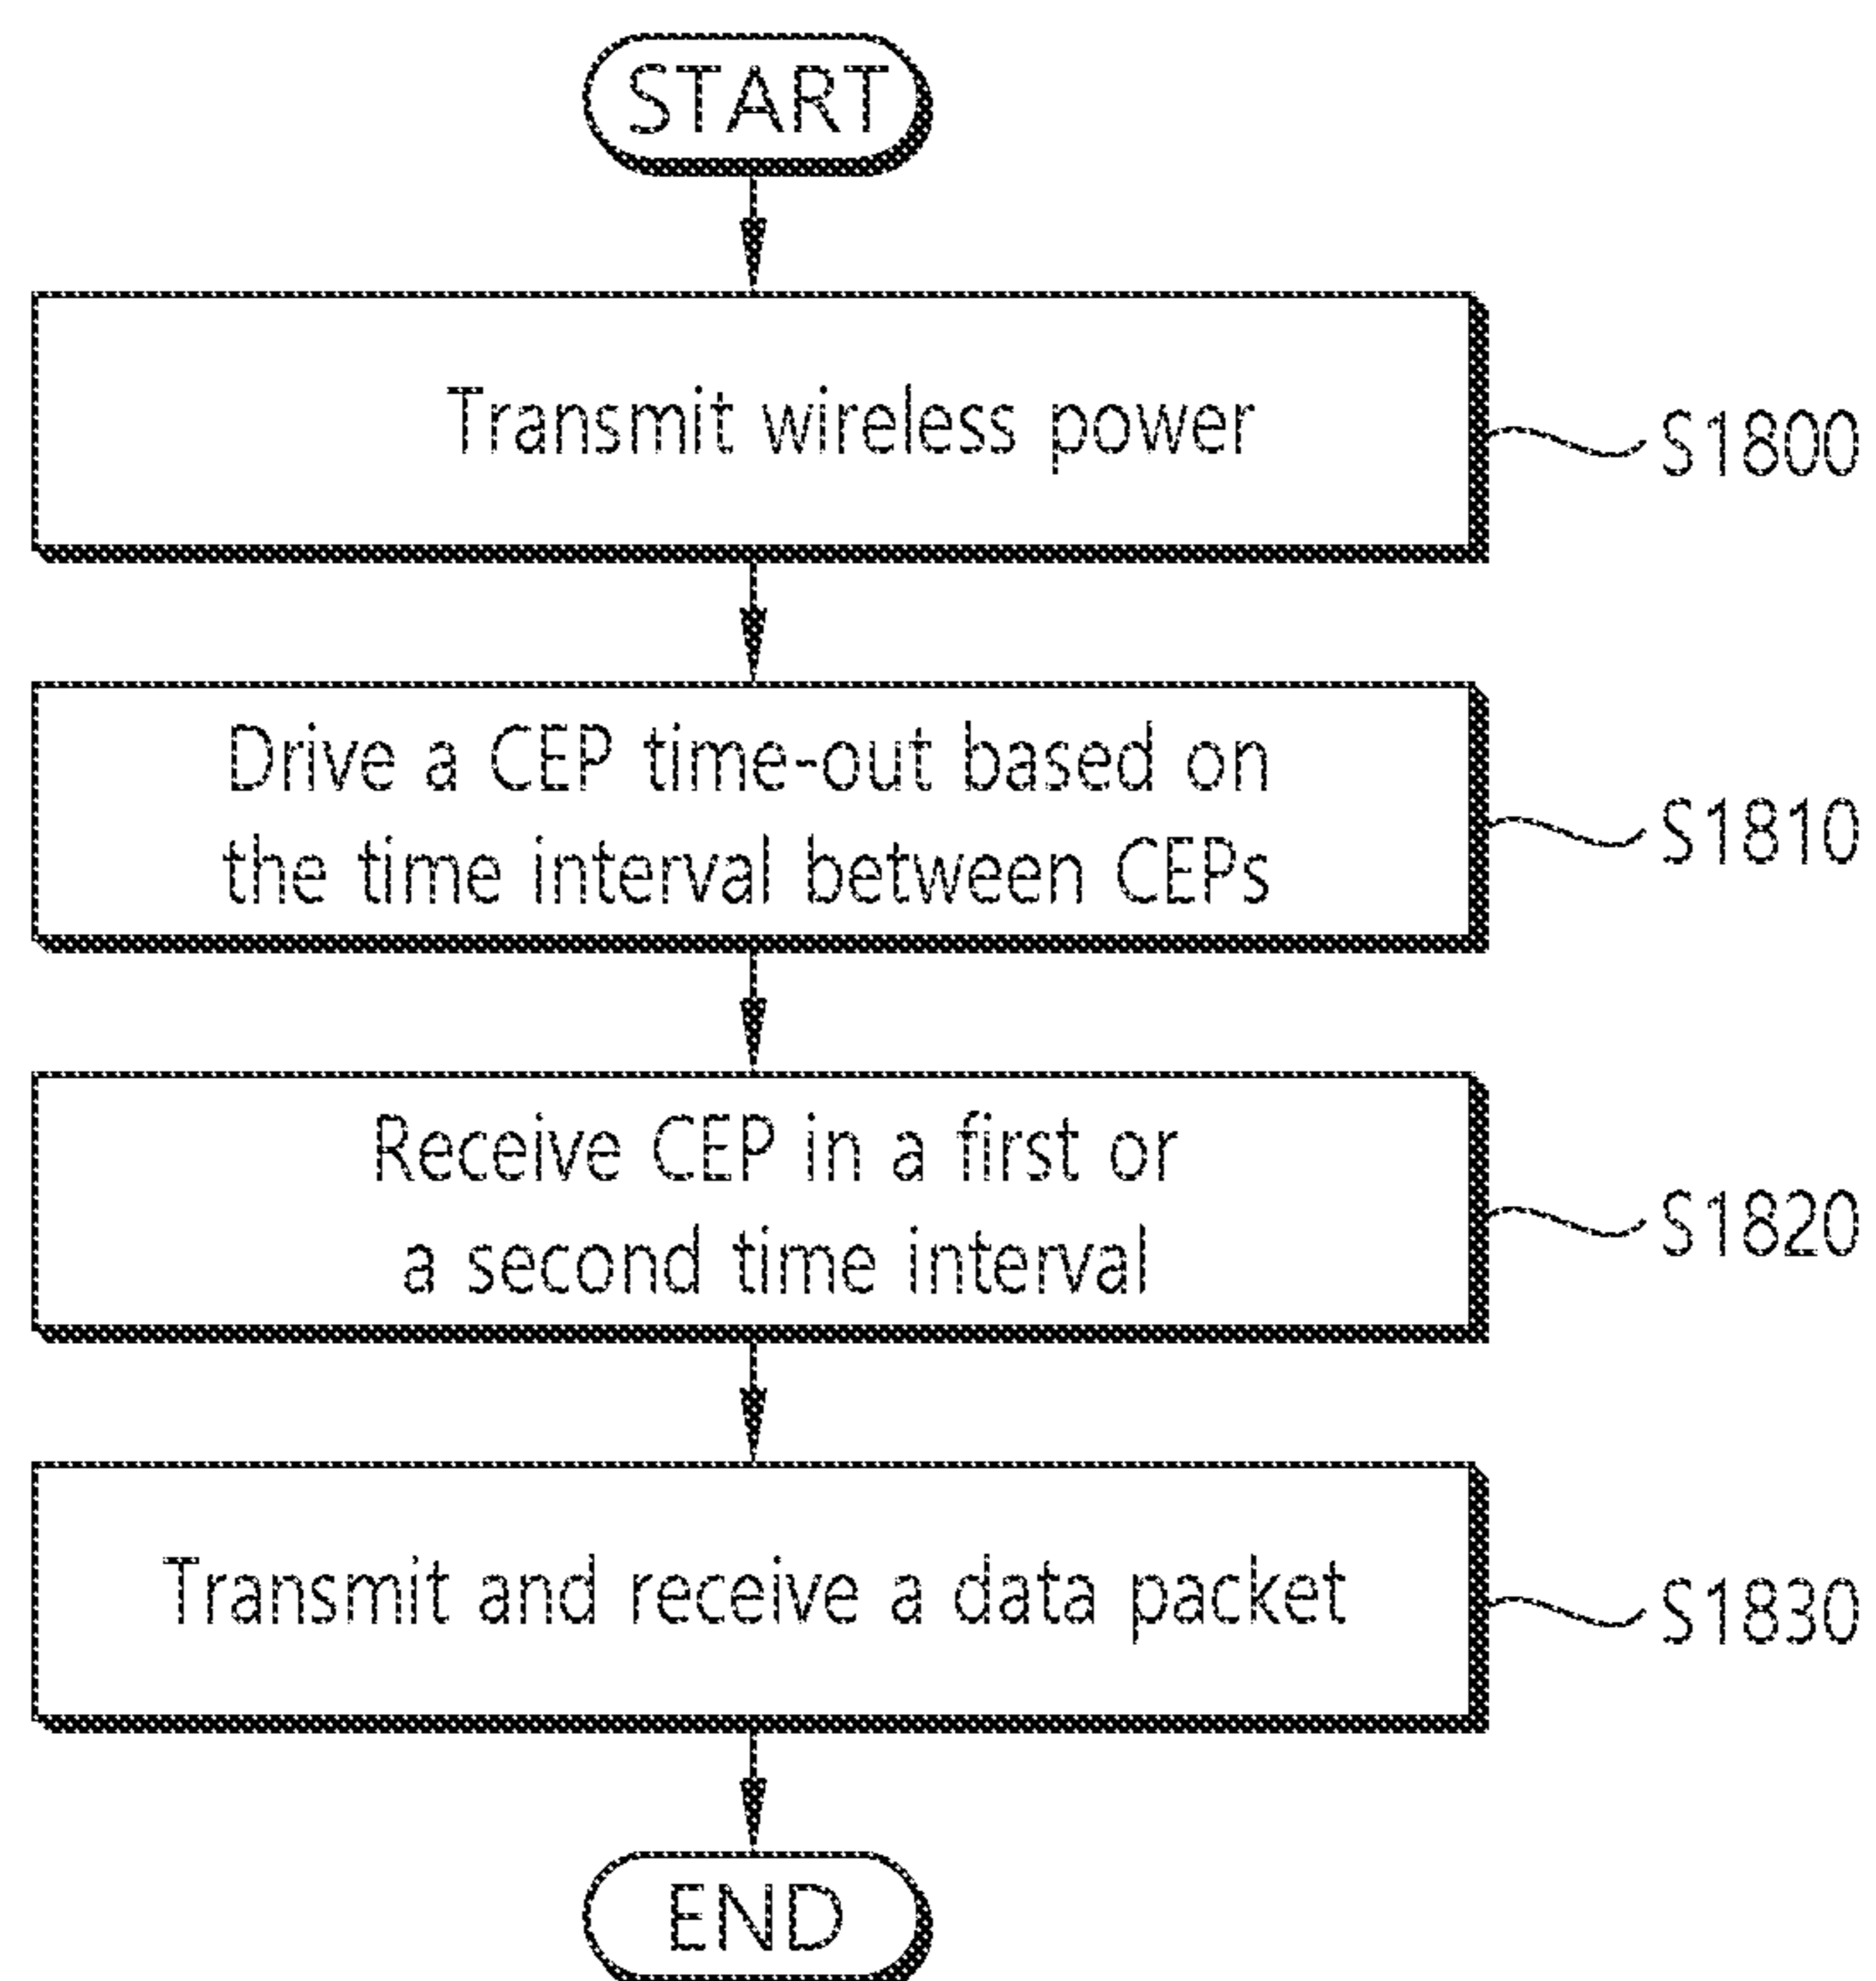 START
Transmit wireless power
S1800
Drive a CEP time-out based on
the time interval between CEPs
S1810
Receive CEP in a first or
a second time interval
S1820
Transmit and receive a data packet
S1830
END